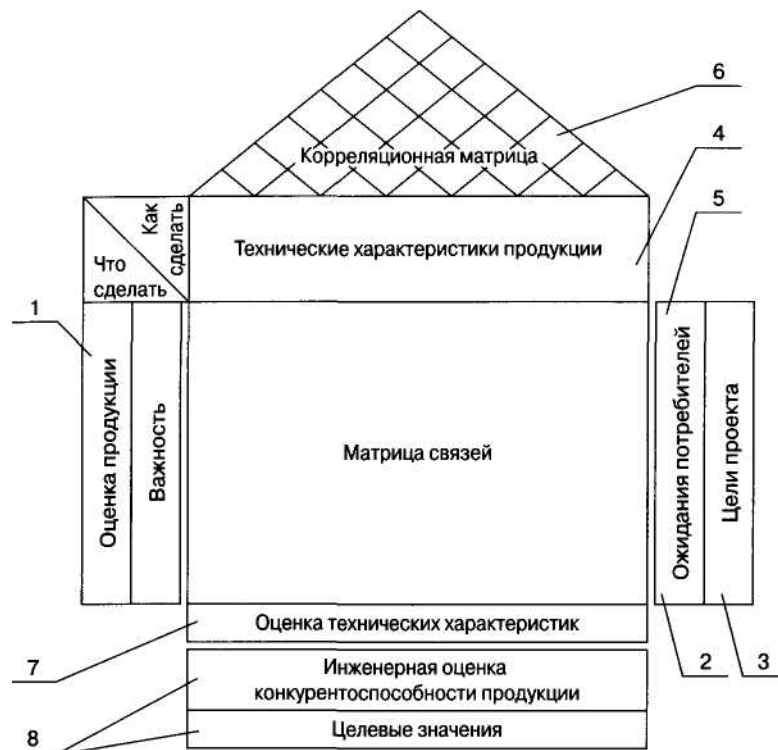 6
Корреляционная матрица
4
5
Как
сделать
Что
сделать
Технические характеристики продукции
1
Оценка продукции
Важность
Матрица связей
Ожидания потребителей
Цели проекта
Оценка технических характеристик
7
2
3
Инженерная оценка
конкурентоспособности продукции
8
Целевые значения